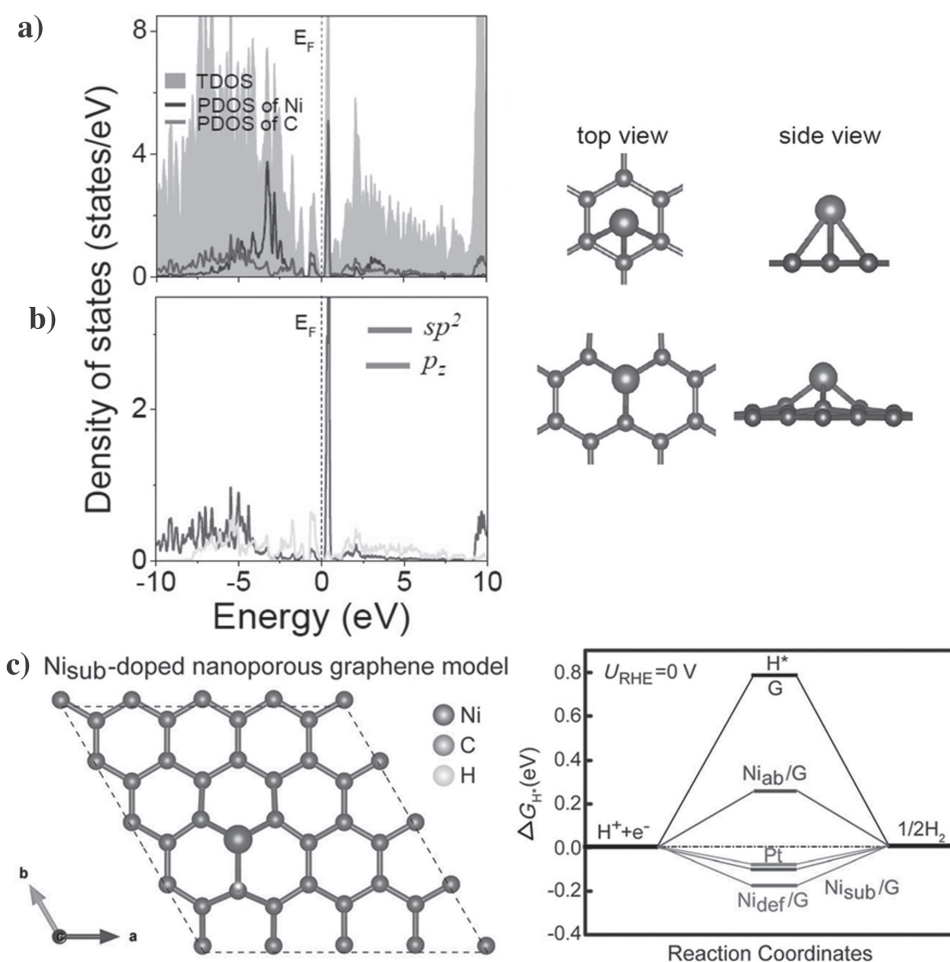 a)
Density of states (states/eV)
8
4
0
E_F
TDOS
PDOS of Ni
PDOS of C
top view
side view
b)
E_F
sp²
p_z
2
0
-10
-5
0
5
10
Energy (eV)
c)
Ni_sub-doped nanoporous graphene model
Ni
C
H
b
c
a
ΔG_H* (eV)
0.8
0.6
0.4
0.2
0.0
-0.2
-0.4
U_RHE=0 V
H*
G
Ni_ab/G
H⁺+e⁻
1/2H₂
Pt
Ni_def/G
Ni_sub/G
Reaction Coordinates